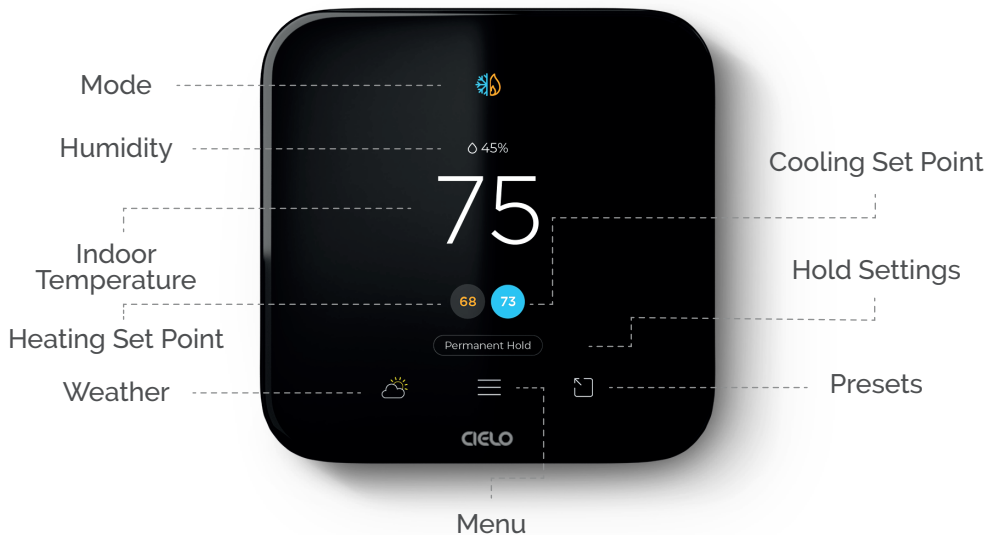 Mode
Humidity
45%
Cooling Set Point
75
Indoor
Temperature
Hold Settings
68
73
Heating Set Point
Permanent Hold
Weather
Presets
CIELO
Menu